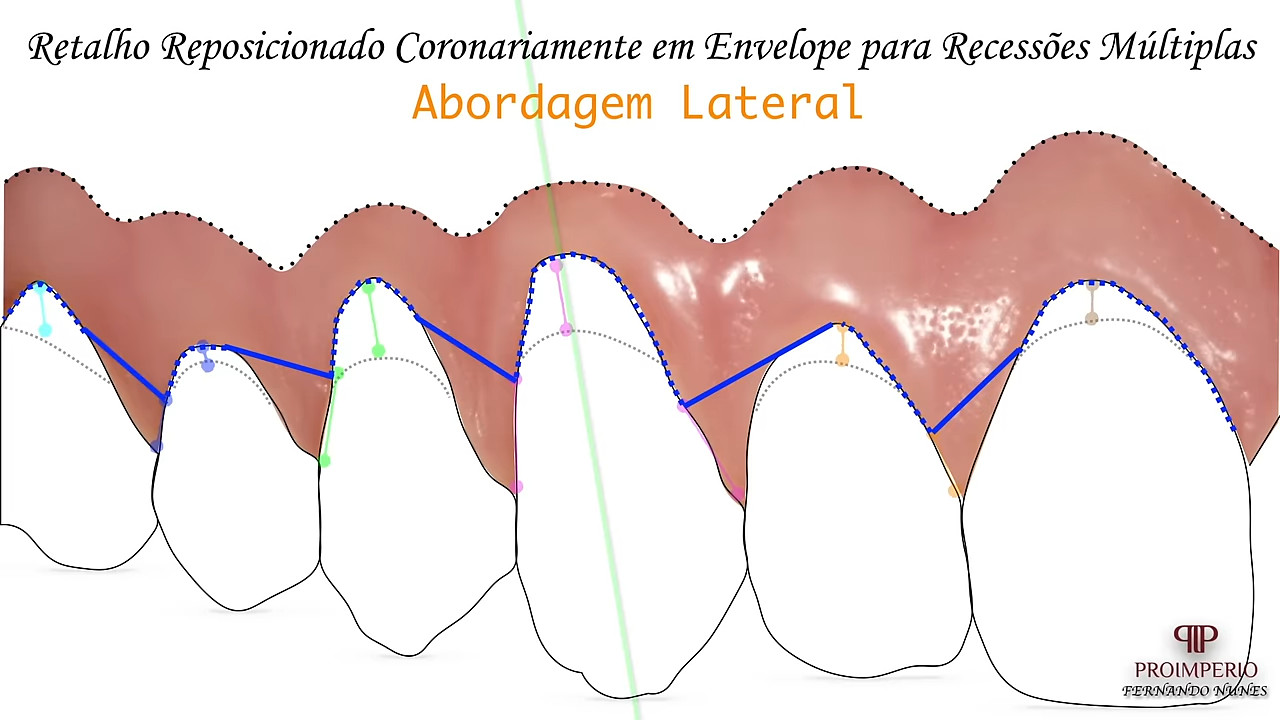 Retalho Reposicionado Coronariamente em Envelope para Recessões Múltiplas
Abordagem Lateral
PROIMPERIO
FERNANDO NUNES